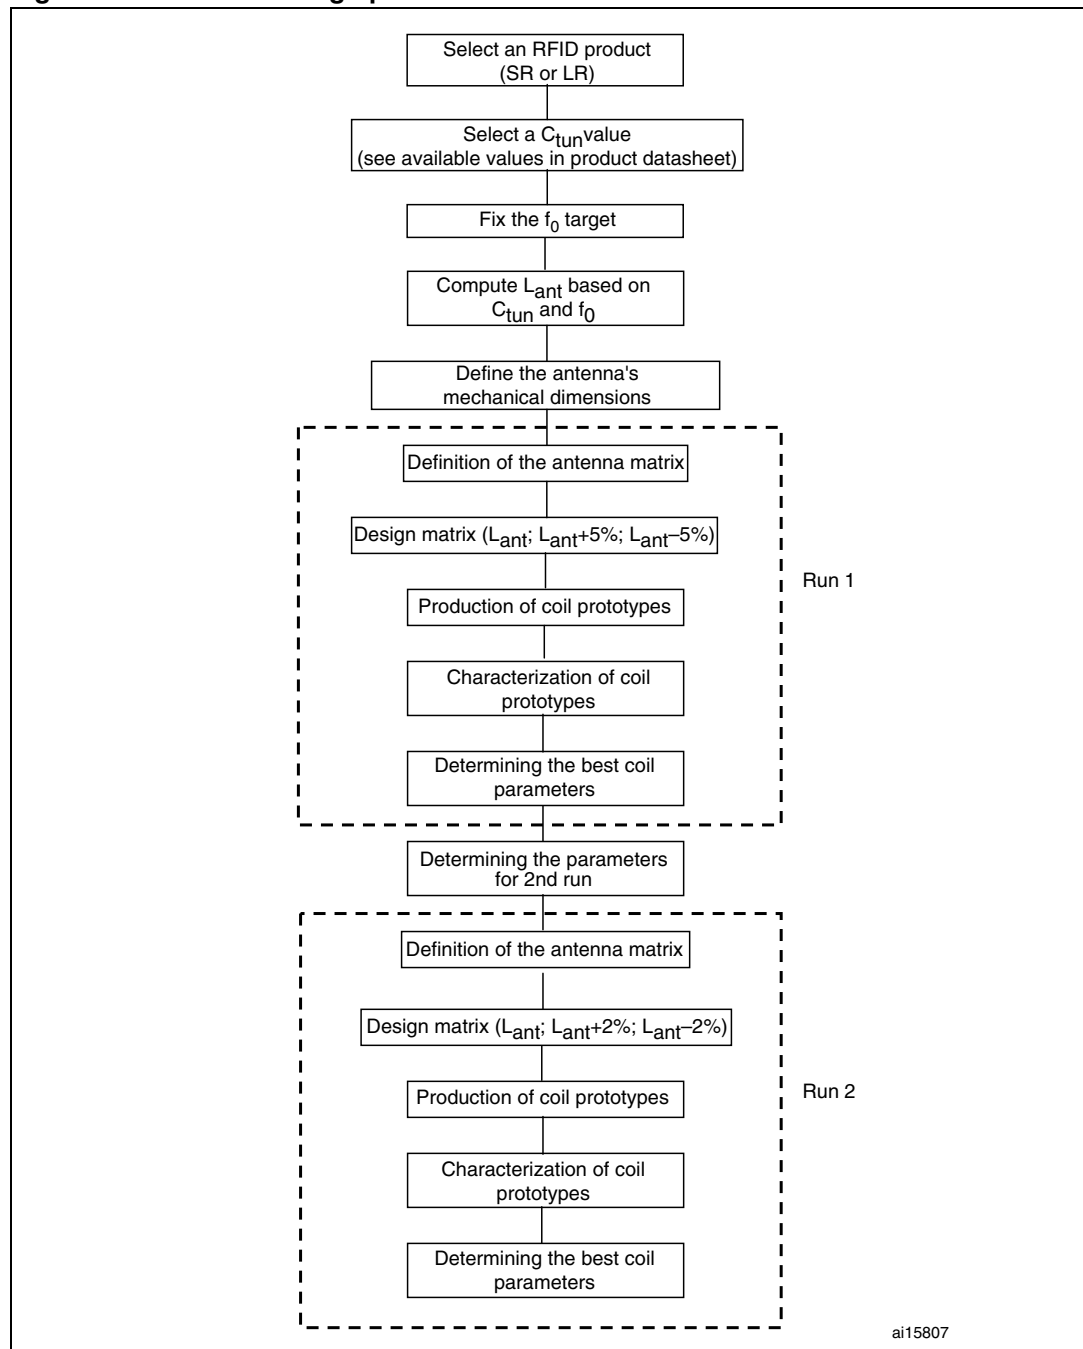 Select an RFID product
(SR or LR)
Select a Ctun value
(see available values in product datasheet)
Fix the f0 target
Compute Lant based on
Ctun and f0
Define the antenna's
mechanical dimensions
Definition of the antenna matrix
Design matrix (Lant; Lant+5%; Lant–5%)
Production of coil prototypes
Run 1
Characterization of coil
prototypes
Determining the best coil
parameters
Determining the parameters
for 2nd run
Definition of the antenna matrix
Design matrix (Lant; Lant+2%; Lant–2%)
Production of coil prototypes
Run 2
Characterization of coil
prototypes
Determining the best coil
parameters
ai15807